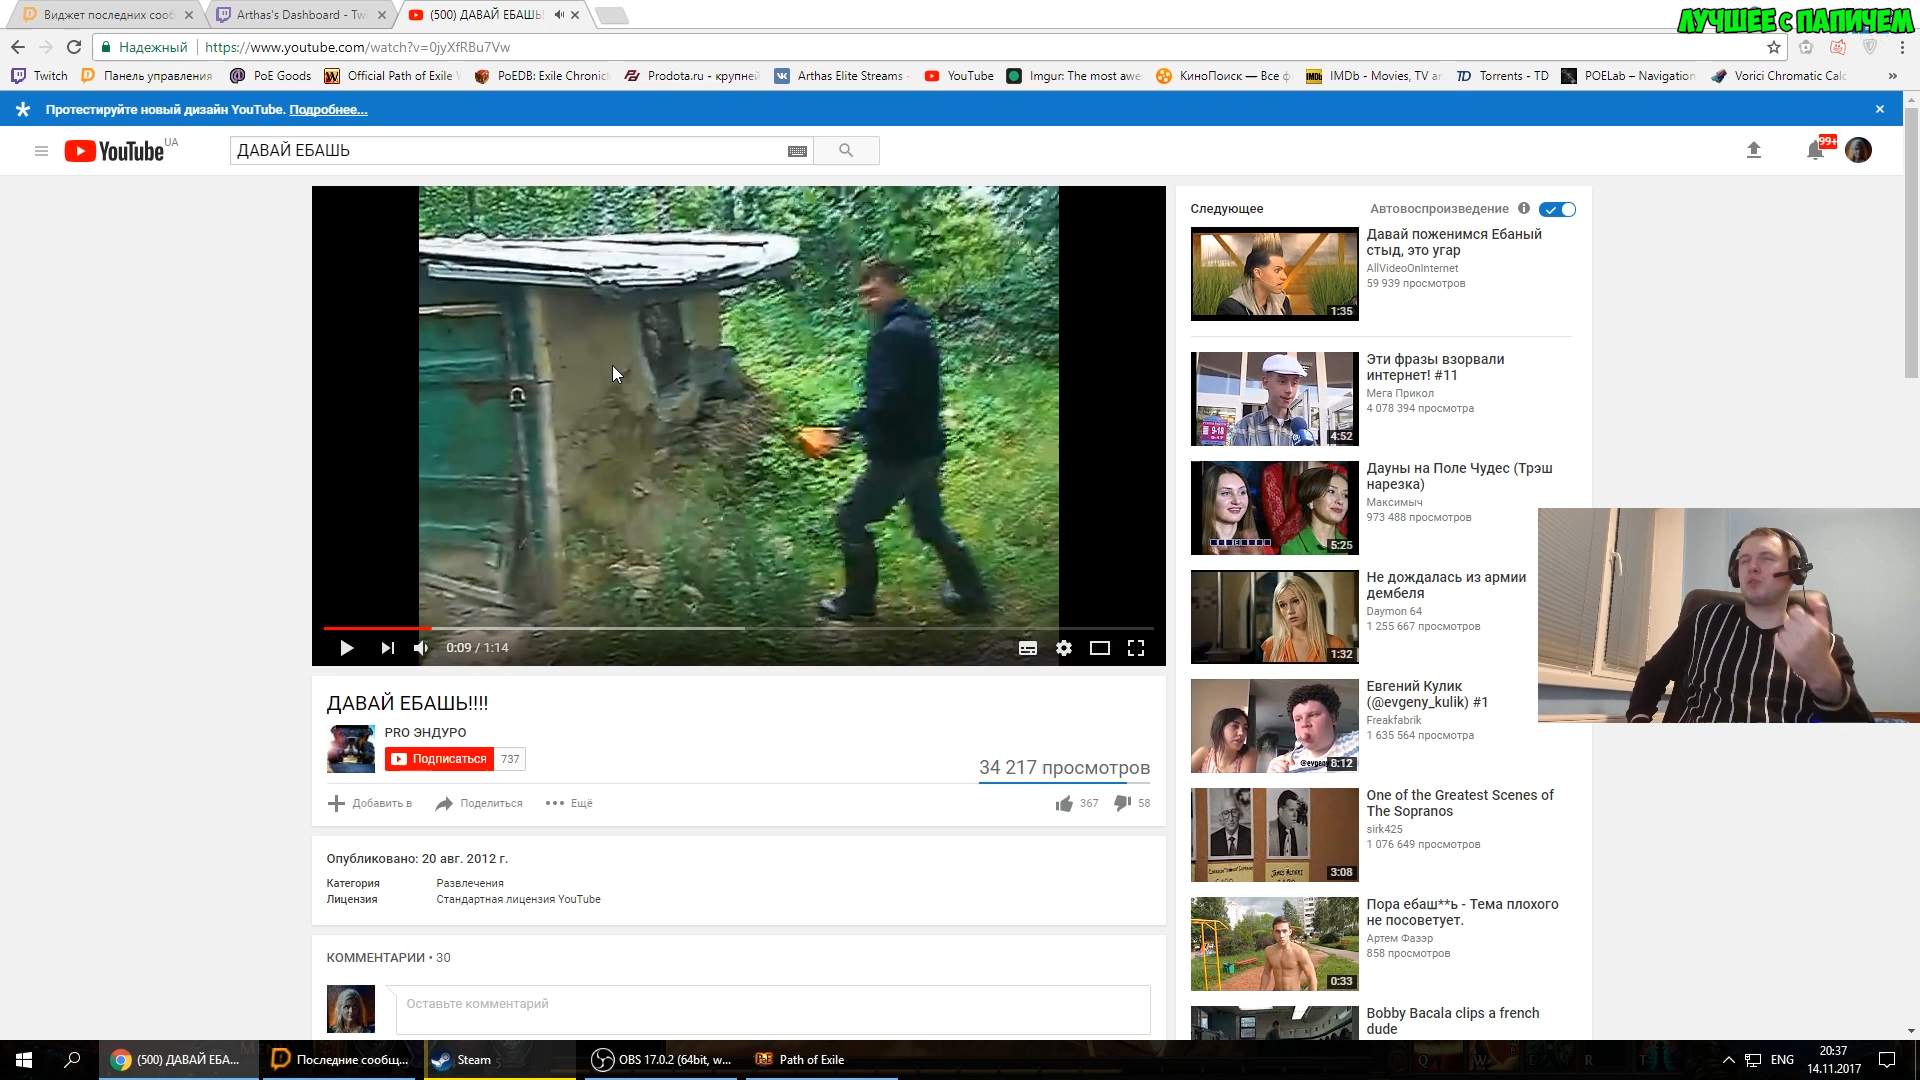 Виджет последних сооб
Arthas's Dashboard - Twi
(500) ДАВАЙ ЕБАШЬ!
ЛУЧШЕЕ с ПАПИЧЕМ
Надежный
https://www.youtube.com/watch?v=0jyXfRBu7Vw
Twitch
Панель управления
PoE Goods
Official Path of Exile
PoEDB: Exile Chronicl
Prodota.ru - крупней
Arthas Elite Streams -
YouTube
Imgur: The most awe
КиноПоиск — Все ф
IMDb - Movies, TV ar
Torrents - TD
POELab – Navigation
Vorici Chromatic Calc
»
Протестируйте новый дизайн YouTube. Подробнее...
YouTube UA
ДАВАЙ ЕБАШЬ
99+
0:09 / 1:14
ДАВАЙ ЕБАШЬ!!!!
PRO ЭНДУРО
Подписаться 737
34 217 просмотров
Добавить в
Поделиться
Ещё
367
58
Опубликовано: 20 авг. 2012 г.
Категория Развлечения
Лицензия Стандартная лицензия YouTube
КОММЕНТАРИИ • 30
Оставьте комментарий
Следующее
Автовоспроизведение
Давай поженимся Ебаный
стыд, это угар
AllVideoOnInternet
59 939 просмотров
1:35
Эти фразы взорвали
интернет! #11
Мега Прикол
4 078 394 просмотра
4:52
Дауны на Поле Чудес (Трэш
нарезка)
Максимыч
973 488 просмотров
5:25
Не дождалась из армии
дембеля
Daymon 64
1 255 667 просмотров
1:32
Евгений Кулик
(@evgeny_kulik) #1
Freakfabrik
1 635 564 просмотра
8:12
One of the Greatest Scenes of
The Sopranos
sirk425
1 076 649 просмотров
3:08
Пора ебаш**ь - Тема плохого
не посоветует.
Артем Фазэр
858 просмотров
0:33
Bobby Bacala clips a french
dude
(500) ДАВАЙ ЕБА...
Последние сообщ...
Steam
OBS 17.0.2 (64bit, w...
Path of Exile
ENG
20:37
14.11.2017